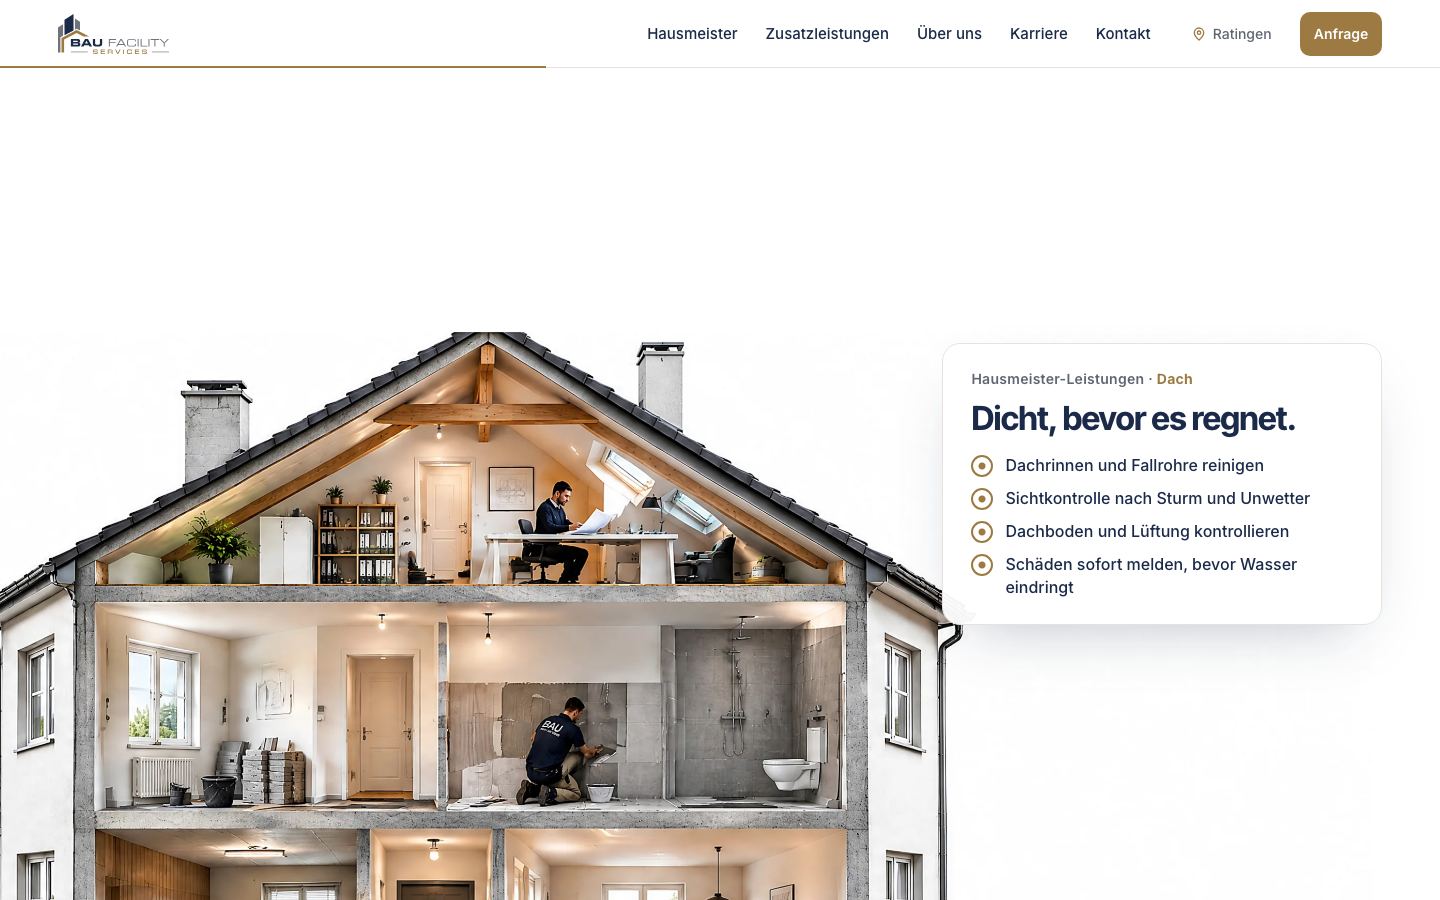 BAU FACILITY
SERVICES
Hausmeister Zusatzleistungen Über uns Karriere Kontakt Ratingen Anfrage
Hausmeister-Leistungen · Dach
Dicht, bevor es regnet.
Dachrinnen und Fallrohre reinigen
Sichtkontrolle nach Sturm und Unwetter
Dachboden und Lüftung kontrollieren
Schäden sofort melden, bevor Wasser
eindringt
BAU